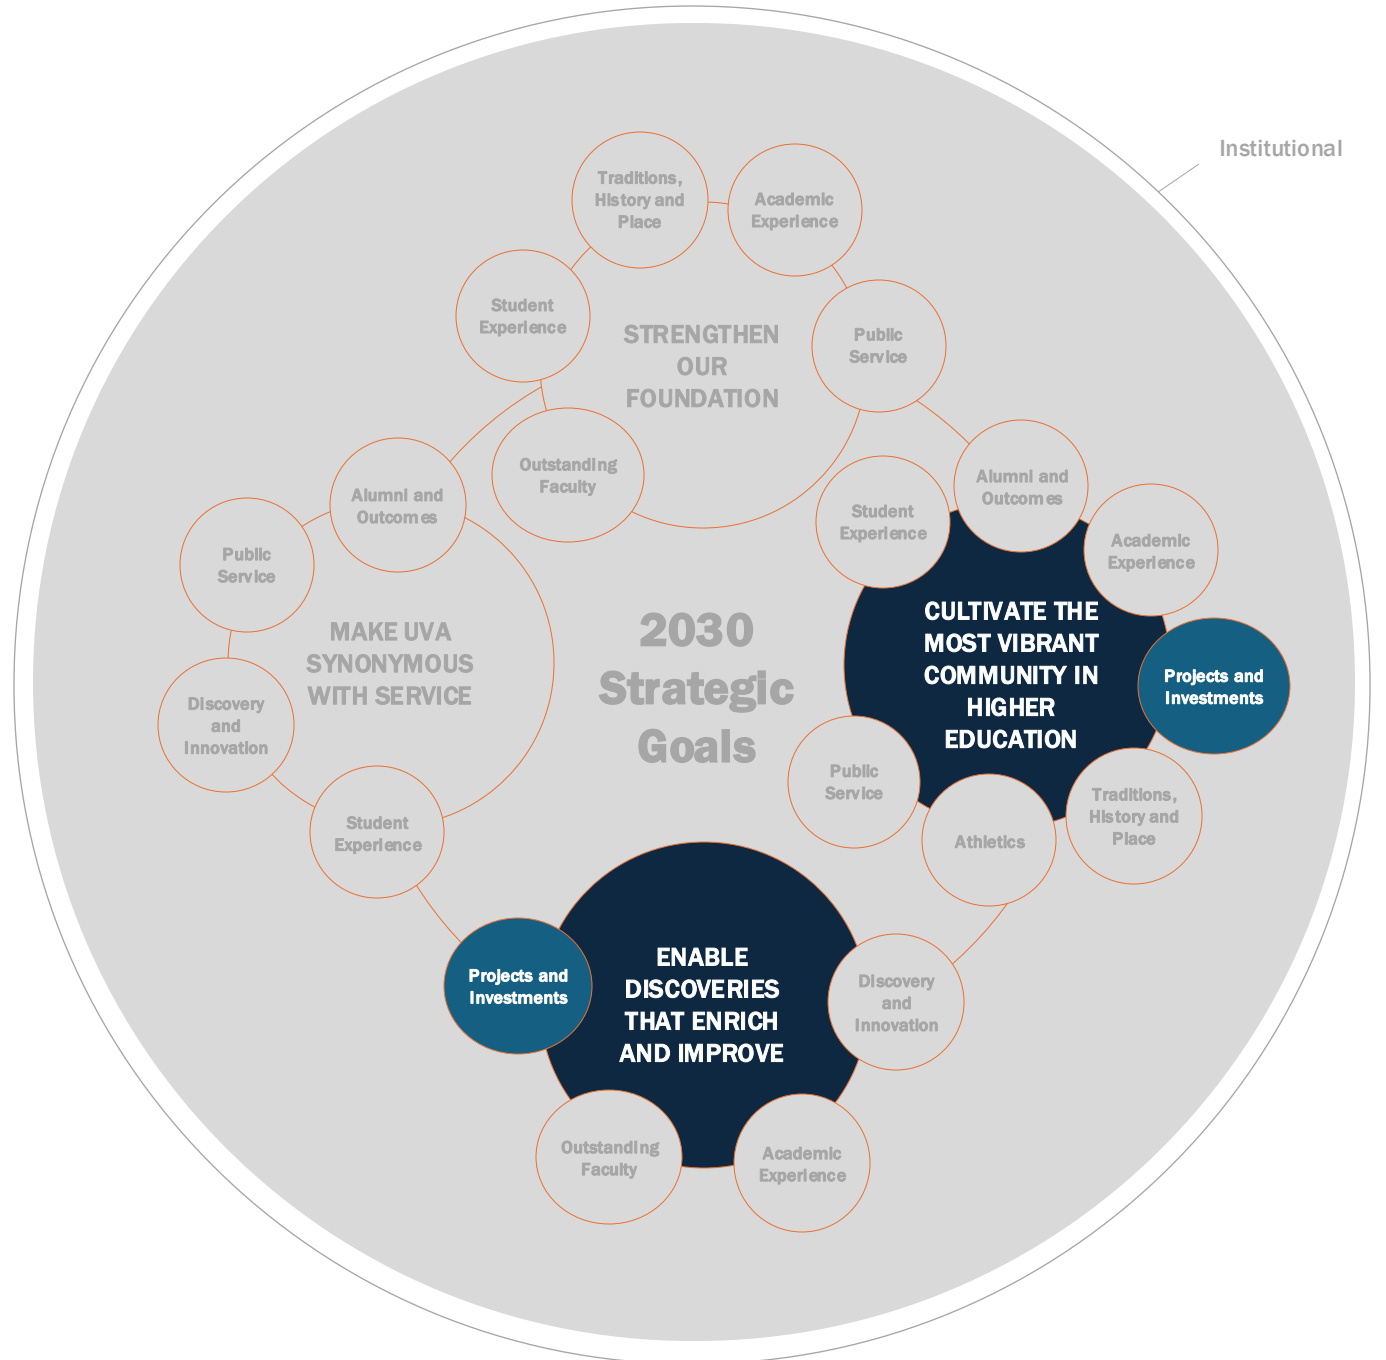 Institutional
Traditions,
History and
Place
Academic
Experience
Student
Experience
STRENGTHEN
OUR
FOUNDATION
Public
Service
Outstanding
Faculty
Alumni and
Outcomes
Public
Service
MAKE UVA
SYNONYMOUS
WITH SERVICE
Discovery
and
Innovation
Student
Experience
2030
Strategic
Goals
Student
Experience
Alumni and
Outcomes
Academic
Experience
CULTIVATE THE
MOST VIBRANT
COMMUNITY IN
HIGHER
EDUCATION
Projects and
Investments
Public
Service
Athletics
Traditions,
History and
Place
Projects and
Investments
ENABLE
DISCOVERIES
THAT ENRICH
AND IMPROVE
Discovery
and
Innovation
Outstanding
Faculty
Academic
Experience